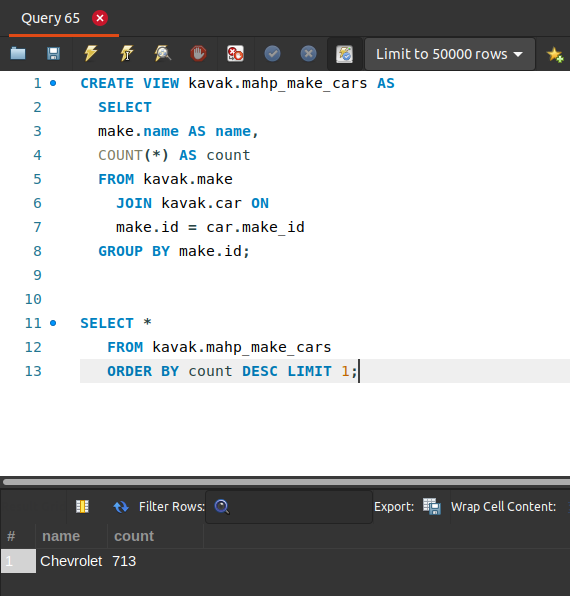 Query 65
Limit to 50000 rows
1 CREATE VIEW kavak.mahp_make_cars AS
2 SELECT
3 make.name AS name,
4 COUNT(*) AS count
5 FROM kavak.make
6 JOIN kavak.car ON
7 make.id = car.make_id
8 GROUP BY make.id;
9
10
11 SELECT *
12 FROM kavak.mahp_make_cars
13 ORDER BY count DESC LIMIT 1;
Filter Rows: Export: Wrap Cell Content:
# name count
1 Chevrolet 713